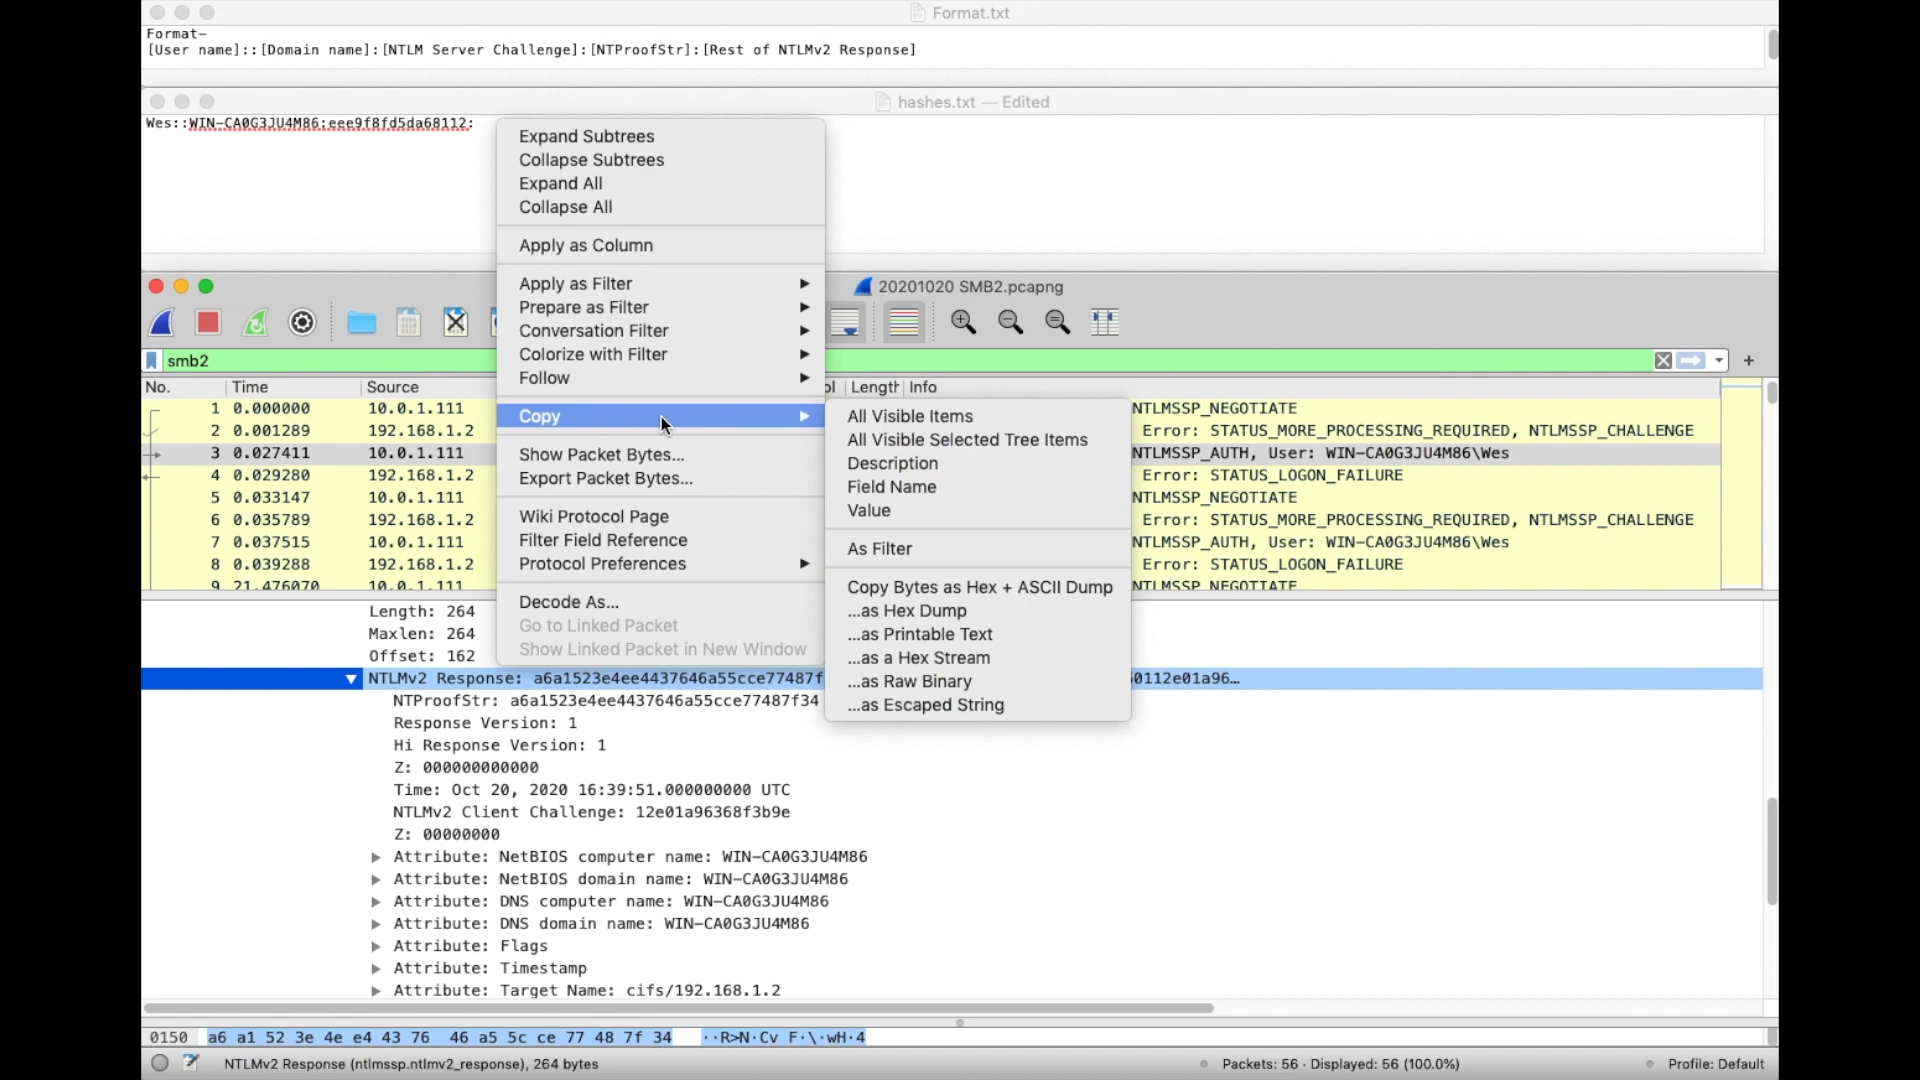 Format.txt
Format-
[User name]::[Domain name]:[NTLM Server Challenge]:[NTProofStr]:[Rest of NTLMv2 Response]
hashes.txt — Edited
Wes::WIN-CA0G3JU4M86:eee9f8fd5da68112:
Expand Subtrees
Collapse Subtrees
Expand All
Collapse All
Apply as Column
Apply as Filter
Prepare as Filter
Conversation Filter
Colorize with Filter
Follow
Copy
Show Packet Bytes...
Export Packet Bytes...
Wiki Protocol Page
Filter Field Reference
Protocol Preferences
Decode As...
Go to Linked Packet
Show Linked Packet in New Window
All Visible Items
All Visible Selected Tree Items
Description
Field Name
Value
As Filter
Copy Bytes as Hex + ASCII Dump
...as Hex Dump
...as Printable Text
...as a Hex Stream
...as Raw Binary
...as Escaped String
20201020 SMB2.pcapng
smb2
No. Time Source ol Length Info
1 0.000000 10.0.1.111 NTLMSSP_NEGOTIATE
2 0.001289 192.168.1.2 Error: STATUS_MORE_PROCESSING_REQUIRED, NTLMSSP_CHALLENGE
3 0.027411 10.0.1.111 NTLMSSP_AUTH, User: WIN-CA0G3JU4M86\Wes
4 0.029280 192.168.1.2 Error: STATUS_LOGON_FAILURE
5 0.033147 10.0.1.111 NTLMSSP_NEGOTIATE
6 0.035789 192.168.1.2 Error: STATUS_MORE_PROCESSING_REQUIRED, NTLMSSP_CHALLENGE
7 0.037515 10.0.1.111 NTLMSSP_AUTH, User: WIN-CA0G3JU4M86\Wes
8 0.039288 192.168.1.2 Error: STATUS_LOGON_FAILURE
9 21.476070 10.0.1.111 NTLMSSP_NEGOTIATE
Length: 264
Maxlen: 264
Offset: 162
NTLMv2 Response: a6a1523e4ee4437646a55cce77487f 0112e01a96…
NTProofStr: a6a1523e4ee4437646a55cce77487f34
Response Version: 1
Hi Response Version: 1
Z: 000000000000
Time: Oct 20, 2020 16:39:51.000000000 UTC
NTLMv2 Client Challenge: 12e01a96368f3b9e
Z: 00000000
Attribute: NetBIOS computer name: WIN-CA0G3JU4M86
Attribute: NetBIOS domain name: WIN-CA0G3JU4M86
Attribute: DNS computer name: WIN-CA0G3JU4M86
Attribute: DNS domain name: WIN-CA0G3JU4M86
Attribute: Flags
Attribute: Timestamp
Attribute: Target Name: cifs/192.168.1.2
0150 a6 a1 52 3e 4e e4 43 76 46 a5 5c ce 77 48 7f 34 ··R>N·Cv F·\·wH·4
NTLMv2 Response (ntlmssp.ntlmv2_response), 264 bytes
Packets: 56 · Displayed: 56 (100.0%)
Profile: Default